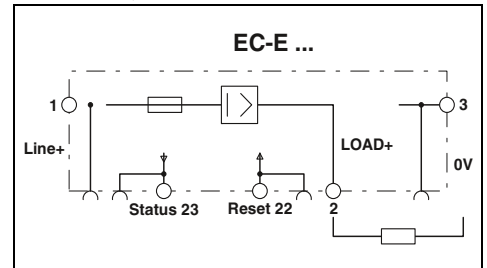 EC-E ...
1
3
Line+
LOAD+
0V
Status 23
Reset 22
2